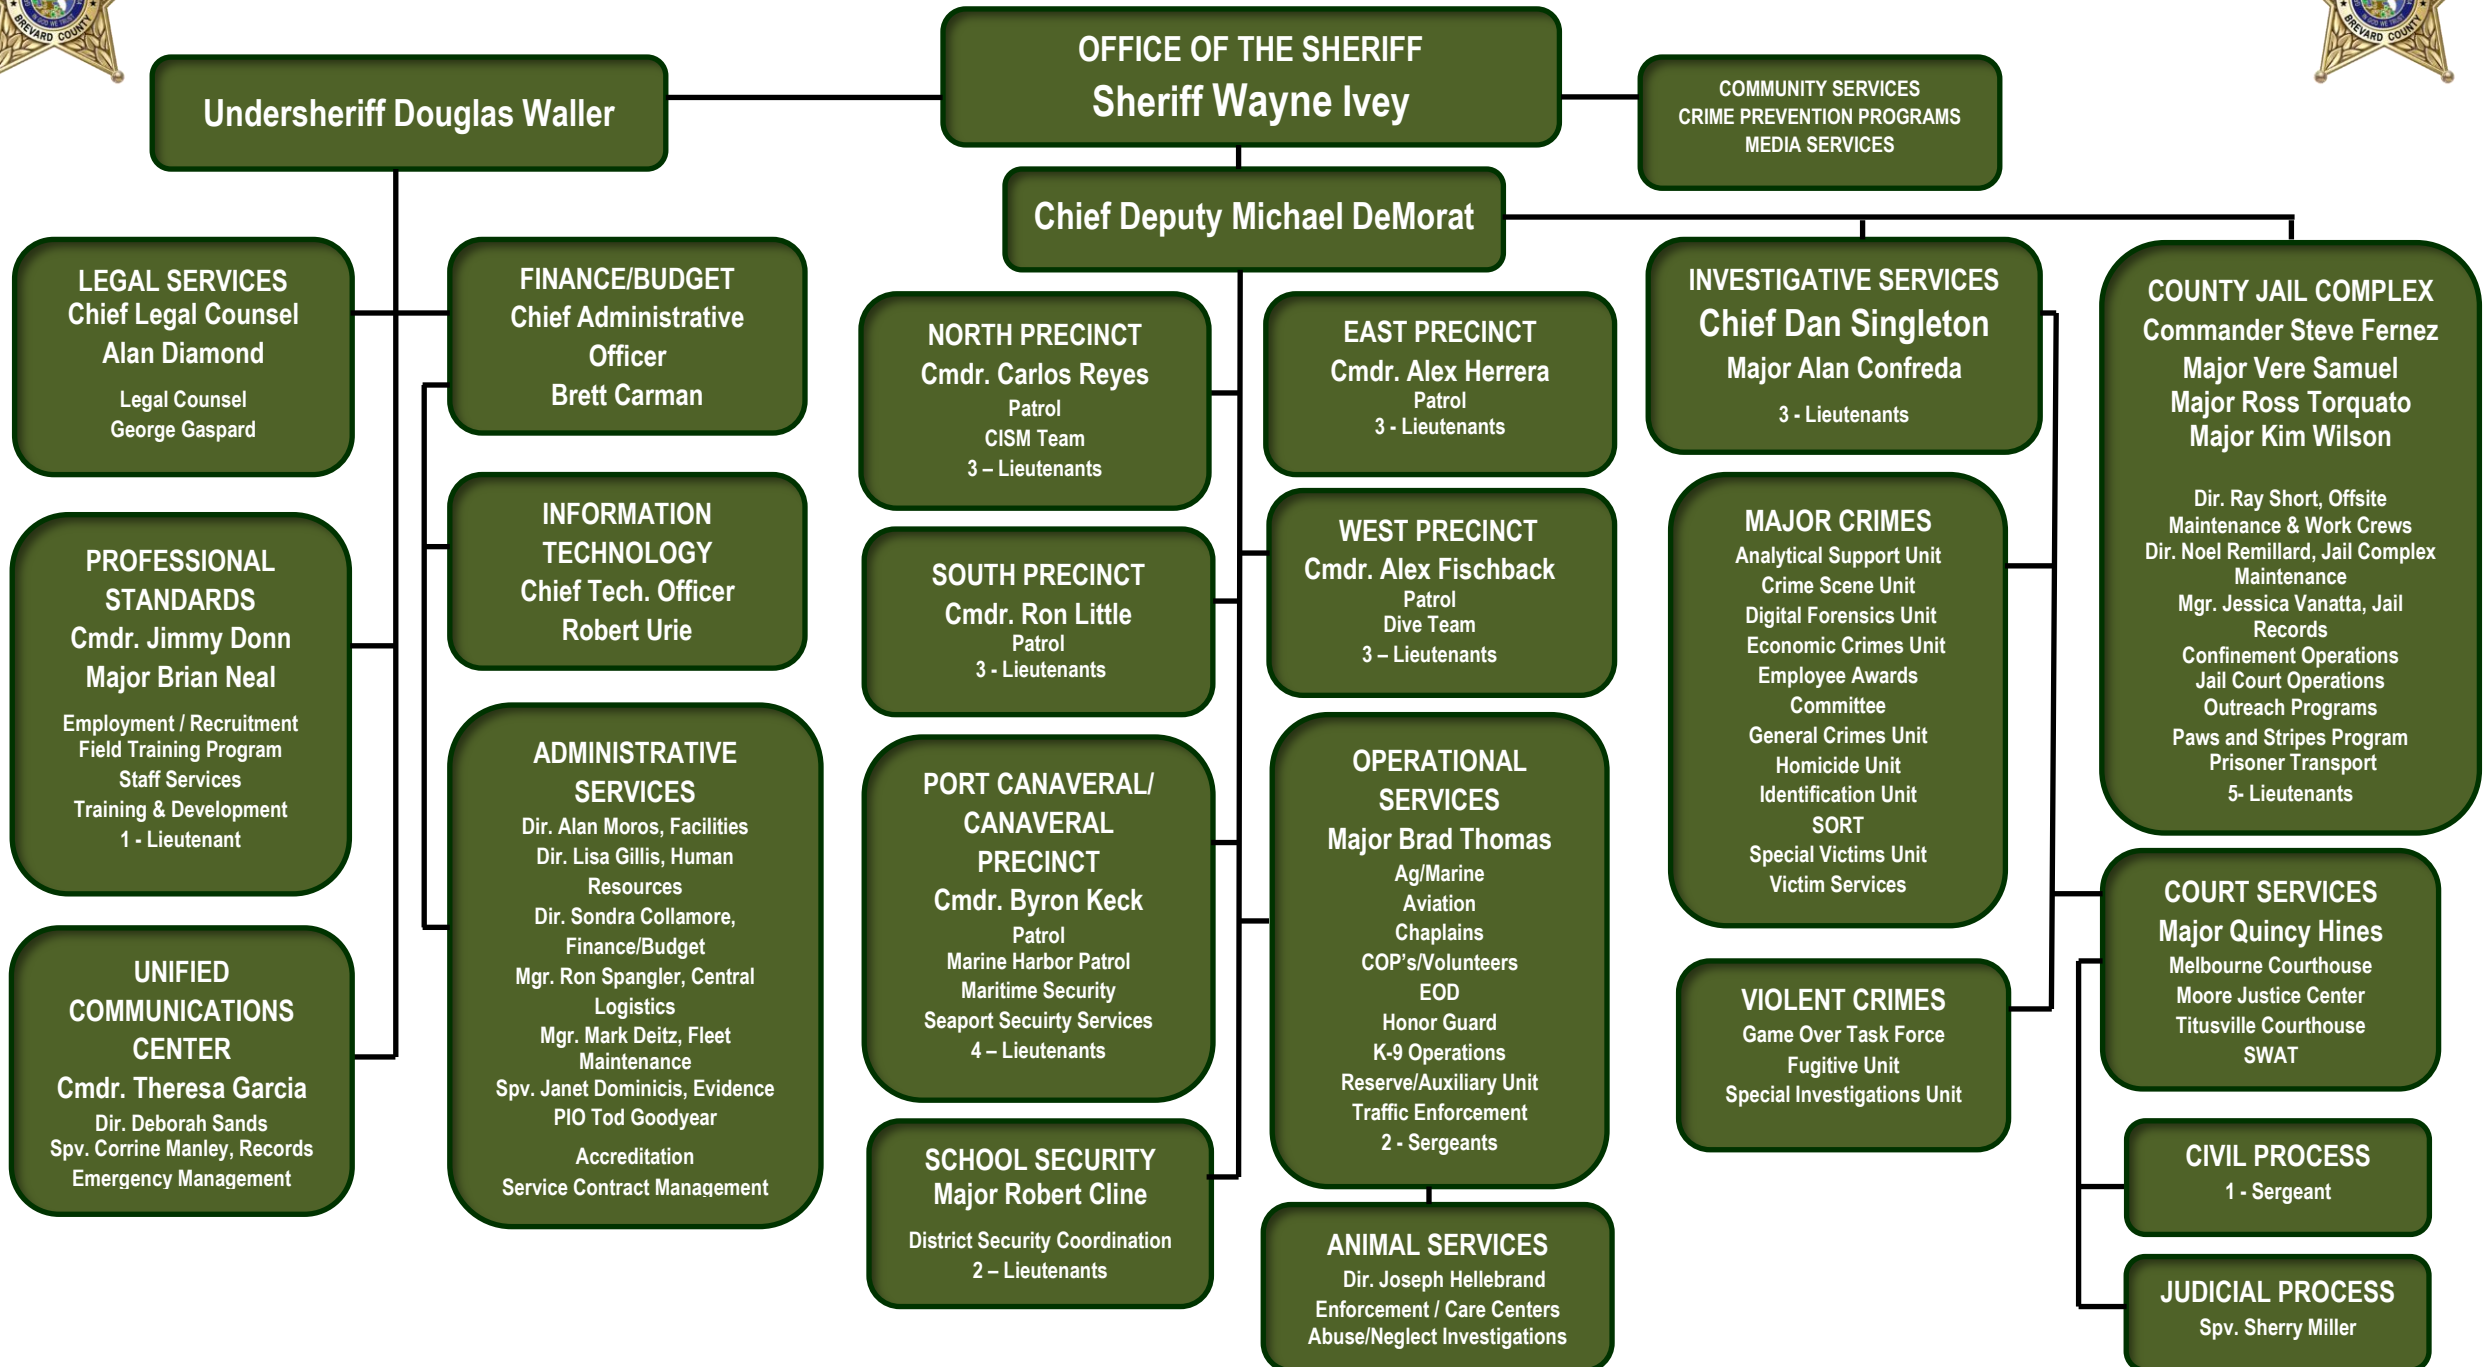 BREVARD COUNTY
IN GOD WE TRUST
BREVARD COUNTY
IN GOD WE TRUST
OFFICE OF THE SHERIFF
Sheriff Wayne Ivey
Undersheriff Douglas Waller
COMMUNITY SERVICES
CRIME PREVENTION PROGRAMS
MEDIA SERVICES
Chief Deputy Michael DeMorat
LEGAL SERVICES
Chief Legal Counsel
Alan Diamond
Legal Counsel
George Gaspard
PROFESSIONAL
STANDARDS
Cmdr. Jimmy Donn
Major Brian Neal
Employment / Recruitment
Field Training Program
Staff Services
Training & Development
1 - Lieutenant
UNIFIED
COMMUNICATIONS
CENTER
Cmdr. Theresa Garcia
Dir. Deborah Sands
Spv. Corrine Manley, Records
Emergency Management
FINANCE/BUDGET
Chief Administrative
Officer
Brett Carman
INFORMATION
TECHNOLOGY
Chief Tech. Officer
Robert Urie
ADMINISTRATIVE
SERVICES
Dir. Alan Moros, Facilities
Dir. Lisa Gillis, Human
Resources
Dir. Sondra Collamore,
Finance/Budget
Mgr. Ron Spangler, Central
Logistics
Mgr. Mark Deitz, Fleet
Maintenance
Spv. Janet Dominicis, Evidence
PIO Tod Goodyear
Accreditation
Service Contract Management
NORTH PRECINCT
Cmdr. Carlos Reyes
Patrol
CISM Team
3 – Lieutenants
SOUTH PRECINCT
Cmdr. Ron Little
Patrol
3 - Lieutenants
PORT CANAVERAL/
CANAVERAL
PRECINCT
Cmdr. Byron Keck
Patrol
Marine Harbor Patrol
Maritime Security
Seaport Secuirty Services
4 – Lieutenants
SCHOOL SECURITY
Major Robert Cline
District Security Coordination
2 – Lieutenants
EAST PRECINCT
Cmdr. Alex Herrera
Patrol
3 - Lieutenants
WEST PRECINCT
Cmdr. Alex Fischback
Patrol
Dive Team
3 – Lieutenants
OPERATIONAL
SERVICES
Major Brad Thomas
Ag/Marine
Aviation
Chaplains
COP's/Volunteers
EOD
Honor Guard
K-9 Operations
Reserve/Auxiliary Unit
Traffic Enforcement
2 - Sergeants
ANIMAL SERVICES
Dir. Joseph Hellebrand
Enforcement / Care Centers
Abuse/Neglect Investigations
INVESTIGATIVE SERVICES
Chief Dan Singleton
Major Alan Confreda
3 - Lieutenants
MAJOR CRIMES
Analytical Support Unit
Crime Scene Unit
Digital Forensics Unit
Economic Crimes Unit
Employee Awards
Committee
General Crimes Unit
Homicide Unit
Identification Unit
SORT
Special Victims Unit
Victim Services
VIOLENT CRIMES
Game Over Task Force
Fugitive Unit
Special Investigations Unit
COUNTY JAIL COMPLEX
Commander Steve Fernez
Major Vere Samuel
Major Ross Torquato
Major Kim Wilson
Dir. Ray Short, Offsite
Maintenance & Work Crews
Dir. Noel Remillard, Jail Complex
Maintenance
Mgr. Jessica Vanatta, Jail
Records
Confinement Operations
Jail Court Operations
Outreach Programs
Paws and Stripes Program
Prisoner Transport
5- Lieutenants
COURT SERVICES
Major Quincy Hines
Melbourne Courthouse
Moore Justice Center
Titusville Courthouse
SWAT
CIVIL PROCESS
1 - Sergeant
JUDICIAL PROCESS
Spv. Sherry Miller